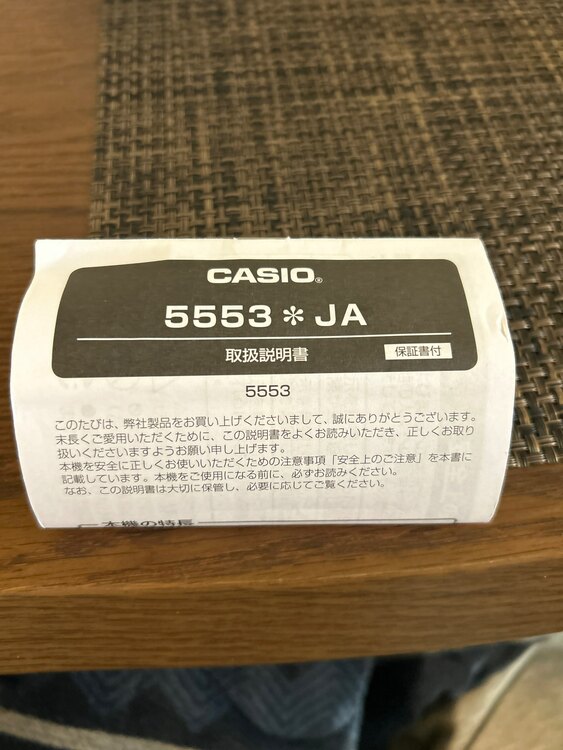 CASIO®
5553＊JA
取扱説明書 保証書付
5553
このたびは、弊社製品をお買い上げくださいまして、誠にありがとうございます。
末長くご愛用いただくために、この説明書をよくお読みいただき、正しくお取り
扱いくださいますようお願い申し上げます。
本機を安全に正しくお使いいただくための注意事項「安全上のご注意」を本書に
記載しています。本機をご使用になる前に、必ずお読みください。
なお、この説明書は大切に保管し、必要に応じてご覧ください。
本機の特長